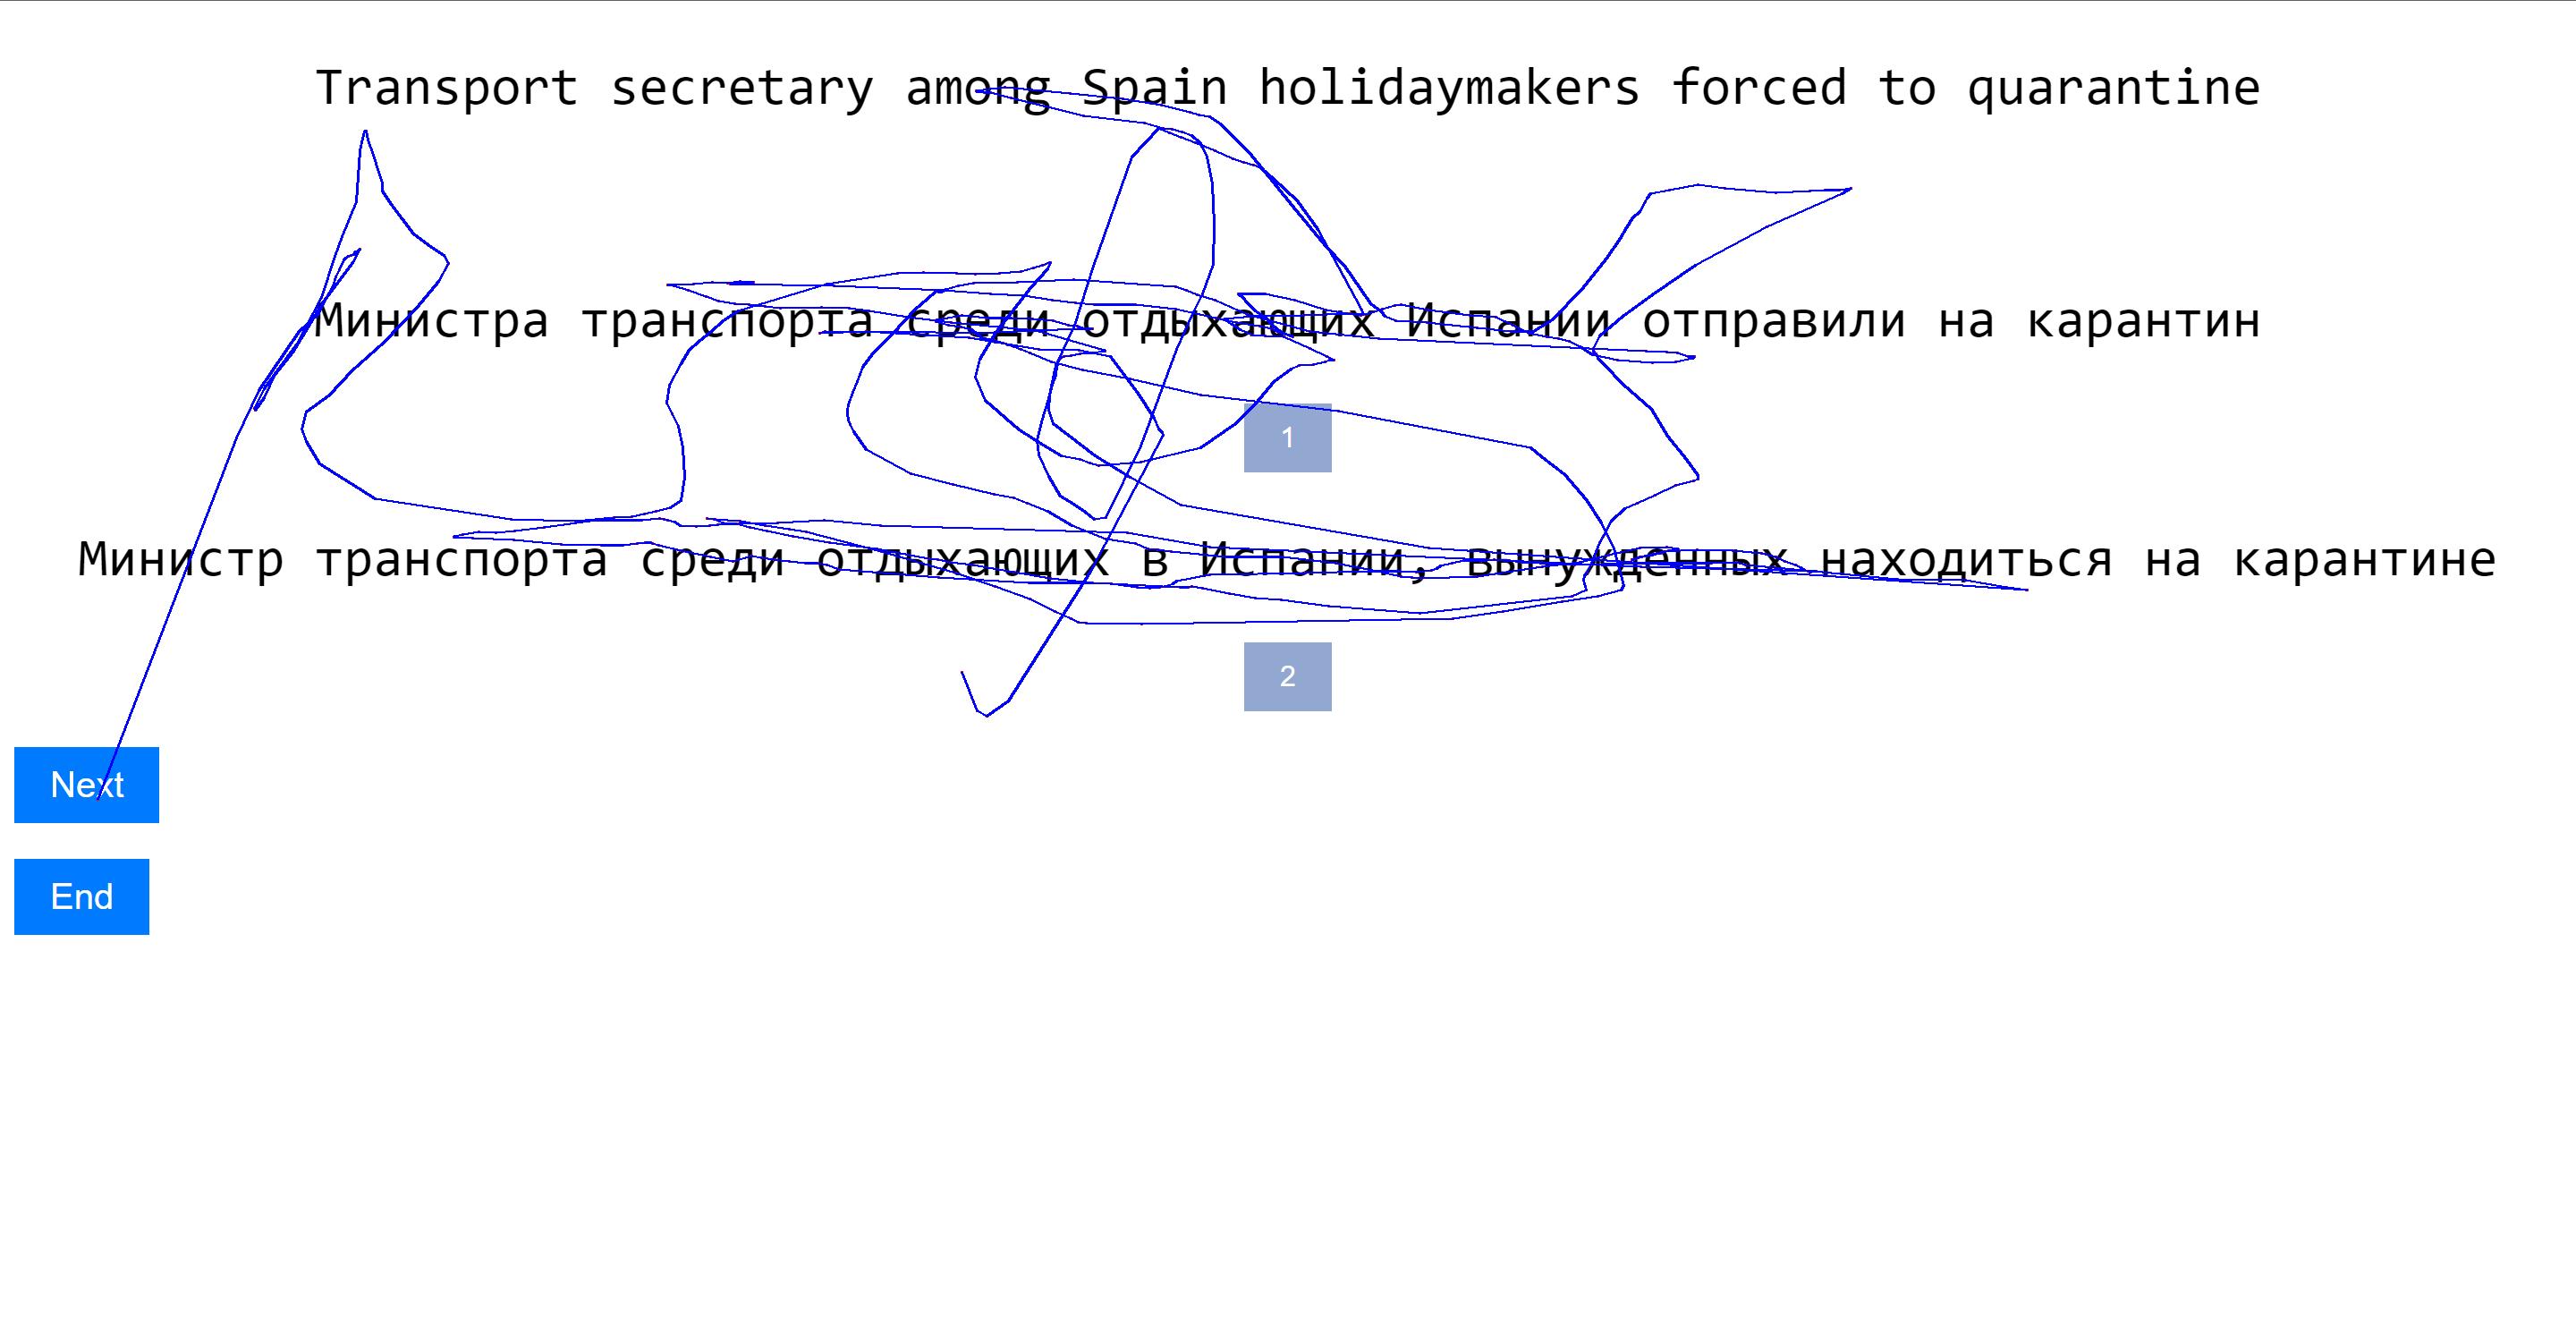 Transport secretary among Spain holidaymakers forced to quarantine
Министра транспорта среди отдыхающих Испании отправили на карантин
1
Министр транспорта среди отдыхающих в Испании, вынужденных находиться на карантине
2
Next
End